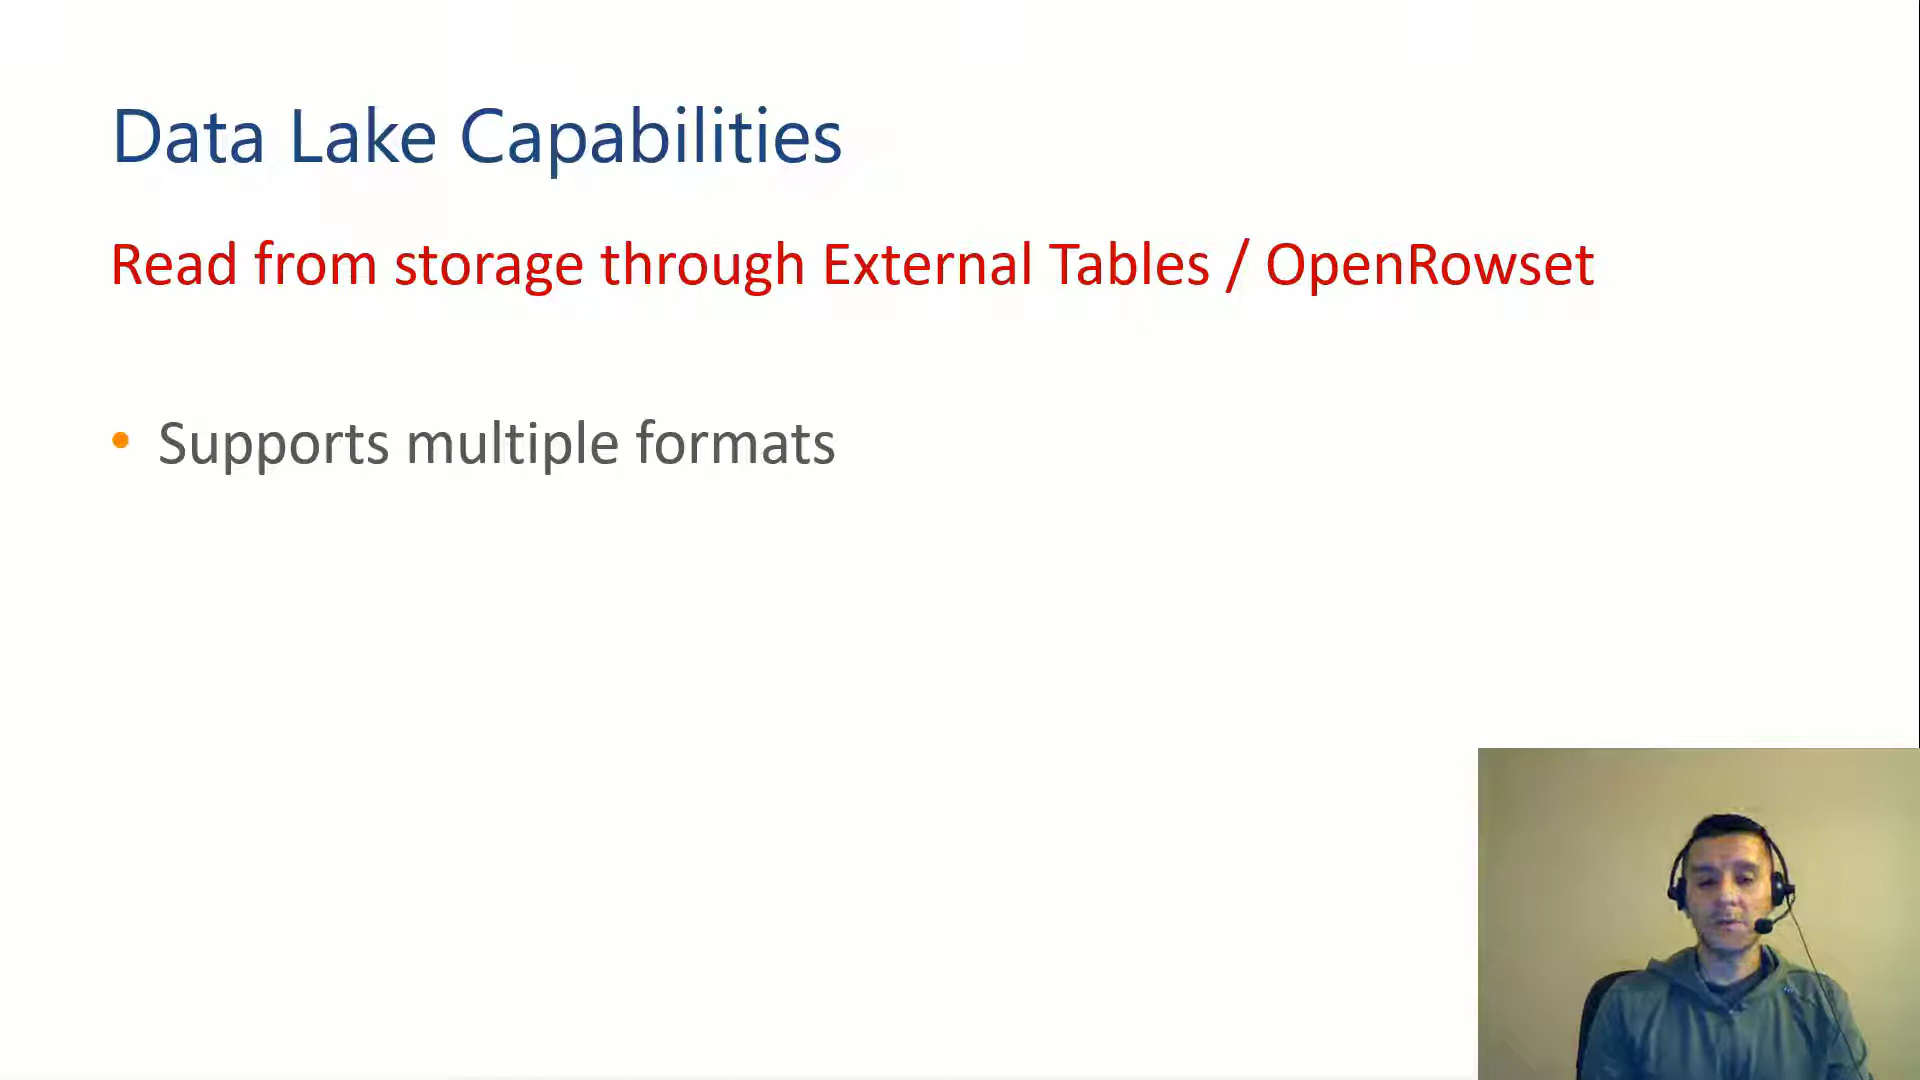 Data Lake Capabilities
Read from storage through External Tables / OpenRowset
• Supports multiple formats